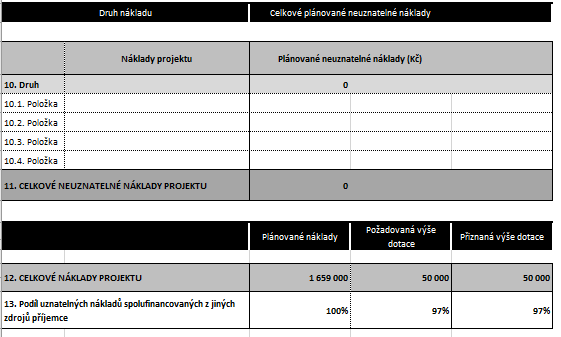 Druh nákladu Celkové plánované neuznatelné náklady
Náklady projektu Plánované neuznatelné náklady (Kč)
10. Druh 0
10.1. Položka
10.2. Položka
10.3. Položka
10.4. Položka
11. CELKOVÉ NEUZNATELNÉ NÁKLADY PROJEKTU 0
Plánované náklady Požadovaná výše dotace Přiznaná výše dotace
12. CELKOVÉ NÁKLADY PROJEKTU 1 659 000 50 000 50 000
13. Podíl uznatelných nákladů spolufinancovaných z jiných
zdrojů příjemce 100% 97% 97%